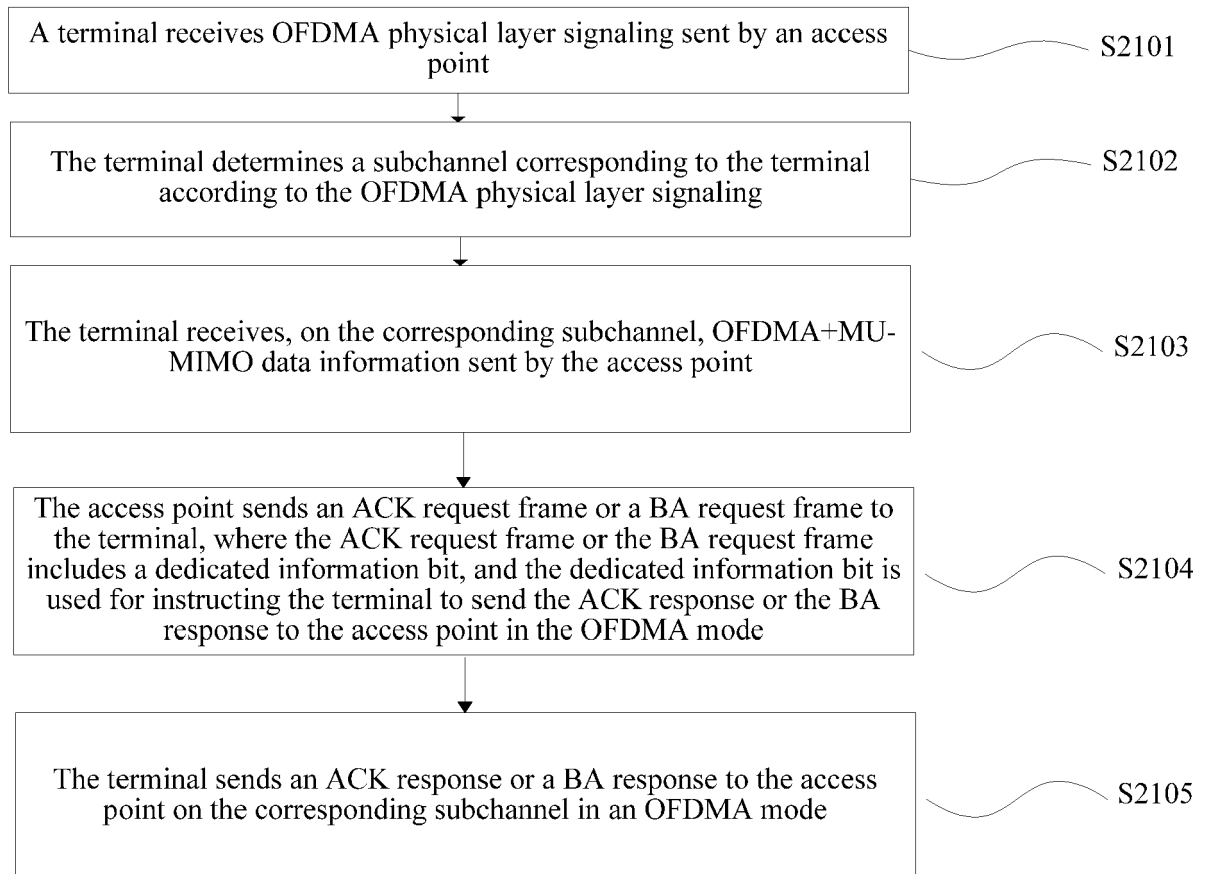 A terminal receives OFDMA physical layer signaling sent by an access
point
S2101
The terminal determines a subchannel corresponding to the terminal
according to the OFDMA physical layer signaling
S2102
The terminal receives, on the corresponding subchannel, OFDMA+MU-
MIMO data information sent by the access point
S2103
The access point sends an ACK request frame or a BA request frame to
the terminal, where the ACK request frame or the BA request frame
includes a dedicated information bit, and the dedicated information bit is
used for instructing the terminal to send the ACK response or the BA
response to the access point in the OFDMA mode
S2104
The terminal sends an ACK response or a BA response to the access
point on the corresponding subchannel in an OFDMA mode
S2105